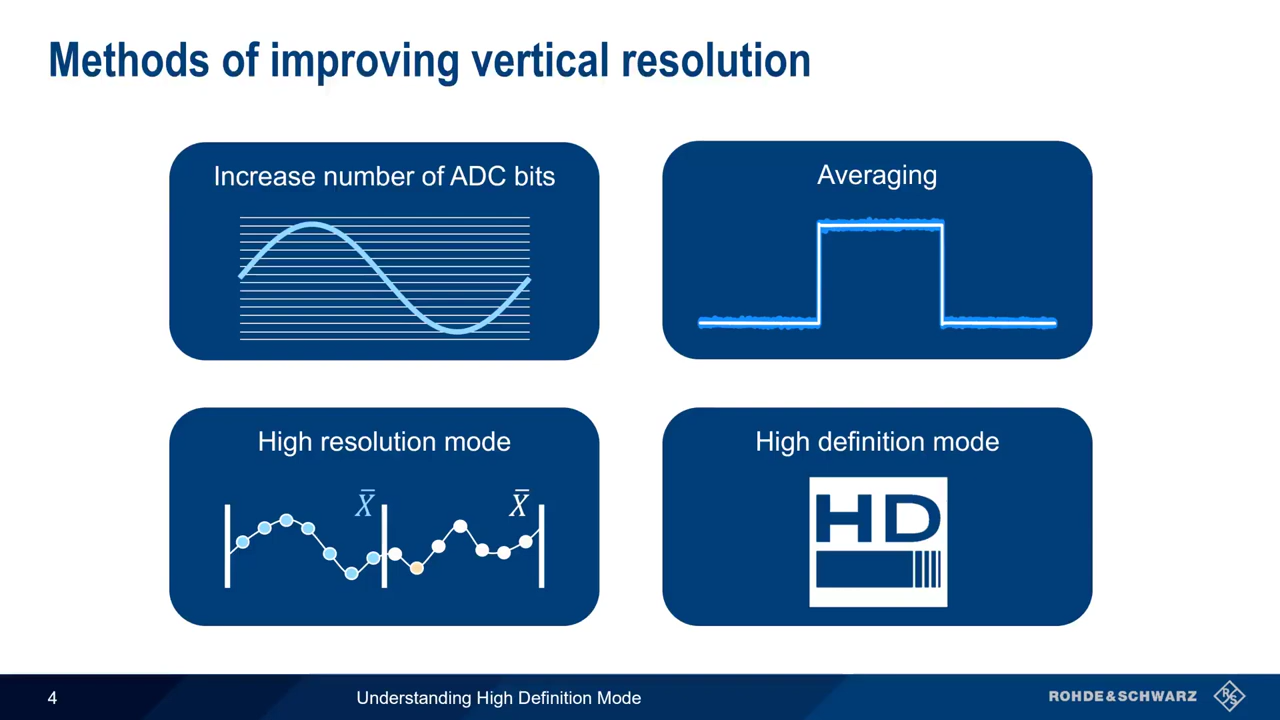 Methods of improving vertical resolution
Increase number of ADC bits
Averaging
High resolution mode
X̅
X̅
High definition mode
HD
4
Understanding High Definition Mode
ROHDE&SCHWARZ
R
S